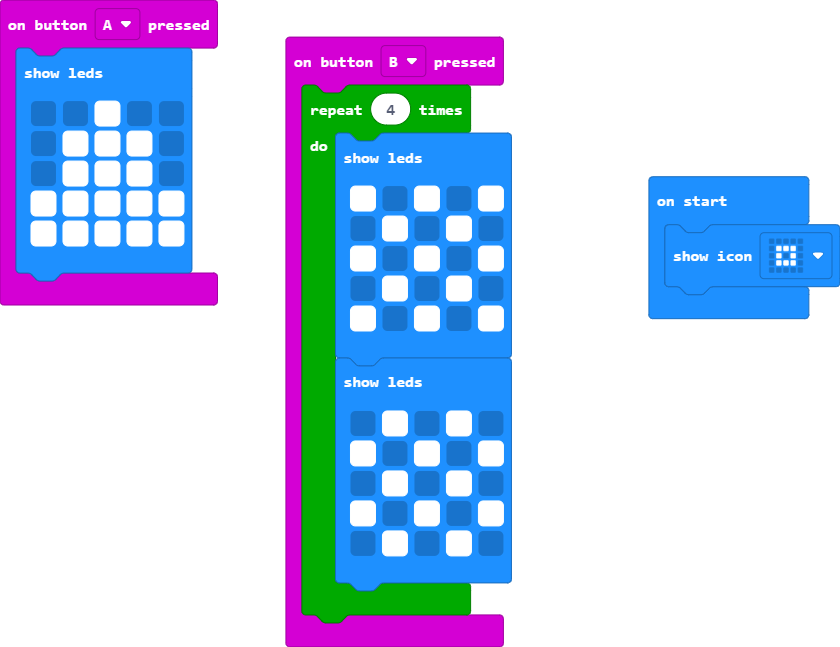 on button A pressed
show leds
on button B pressed
repeat 4 times
do
show leds
show leds
on start
show icon